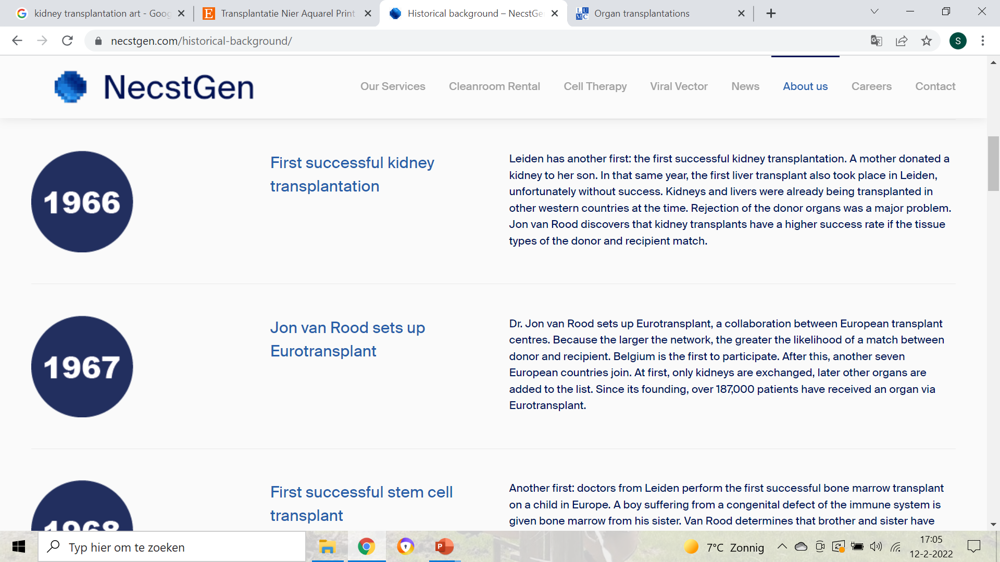 kidney transplantation art - Goog
Transplantatie Nier Aquarel Print
Historical background – NecstGe
Organ transplantations
necstgen.com/historical-background/
S
NecstGen
Our Services
Cleanroom Rental
Cell Therapy
Viral Vector
News
About us
Careers
Contact
1966
First successful kidney
transplantation
Leiden has another first: the first successful kidney transplantation. A mother donated a
kidney to her son. In that same year, the first liver transplant also took place in Leiden,
unfortunately without success. Kidneys and livers were already being transplanted in
other western countries at the time. Rejection of the donor organs was a major problem.
Jon van Rood discovers that kidney transplants have a higher success rate if the tissue
types of the donor and recipient match.
1967
Jon van Rood sets up
Eurotransplant
Dr. Jon van Rood sets up Eurotransplant, a collaboration between European transplant
centres. Because the larger the network, the greater the likelihood of a match between
donor and recipient. Belgium is the first to participate. After this, another seven
European countries join. At first, only kidneys are exchanged, later other organs are
added to the list. Since its founding, over 187,000 patients have received an organ via
Eurotransplant.
1968
First successful stem cell
transplant
Another first: doctors from Leiden perform the first successful bone marrow transplant
on a child in Europe. A boy suffering from a congenital defect of the immune system is
given bone marrow from his sister. Van Rood determines that brother and sister have
Typ hier om te zoeken
7°C Zonnig
17:05
12-2-2022